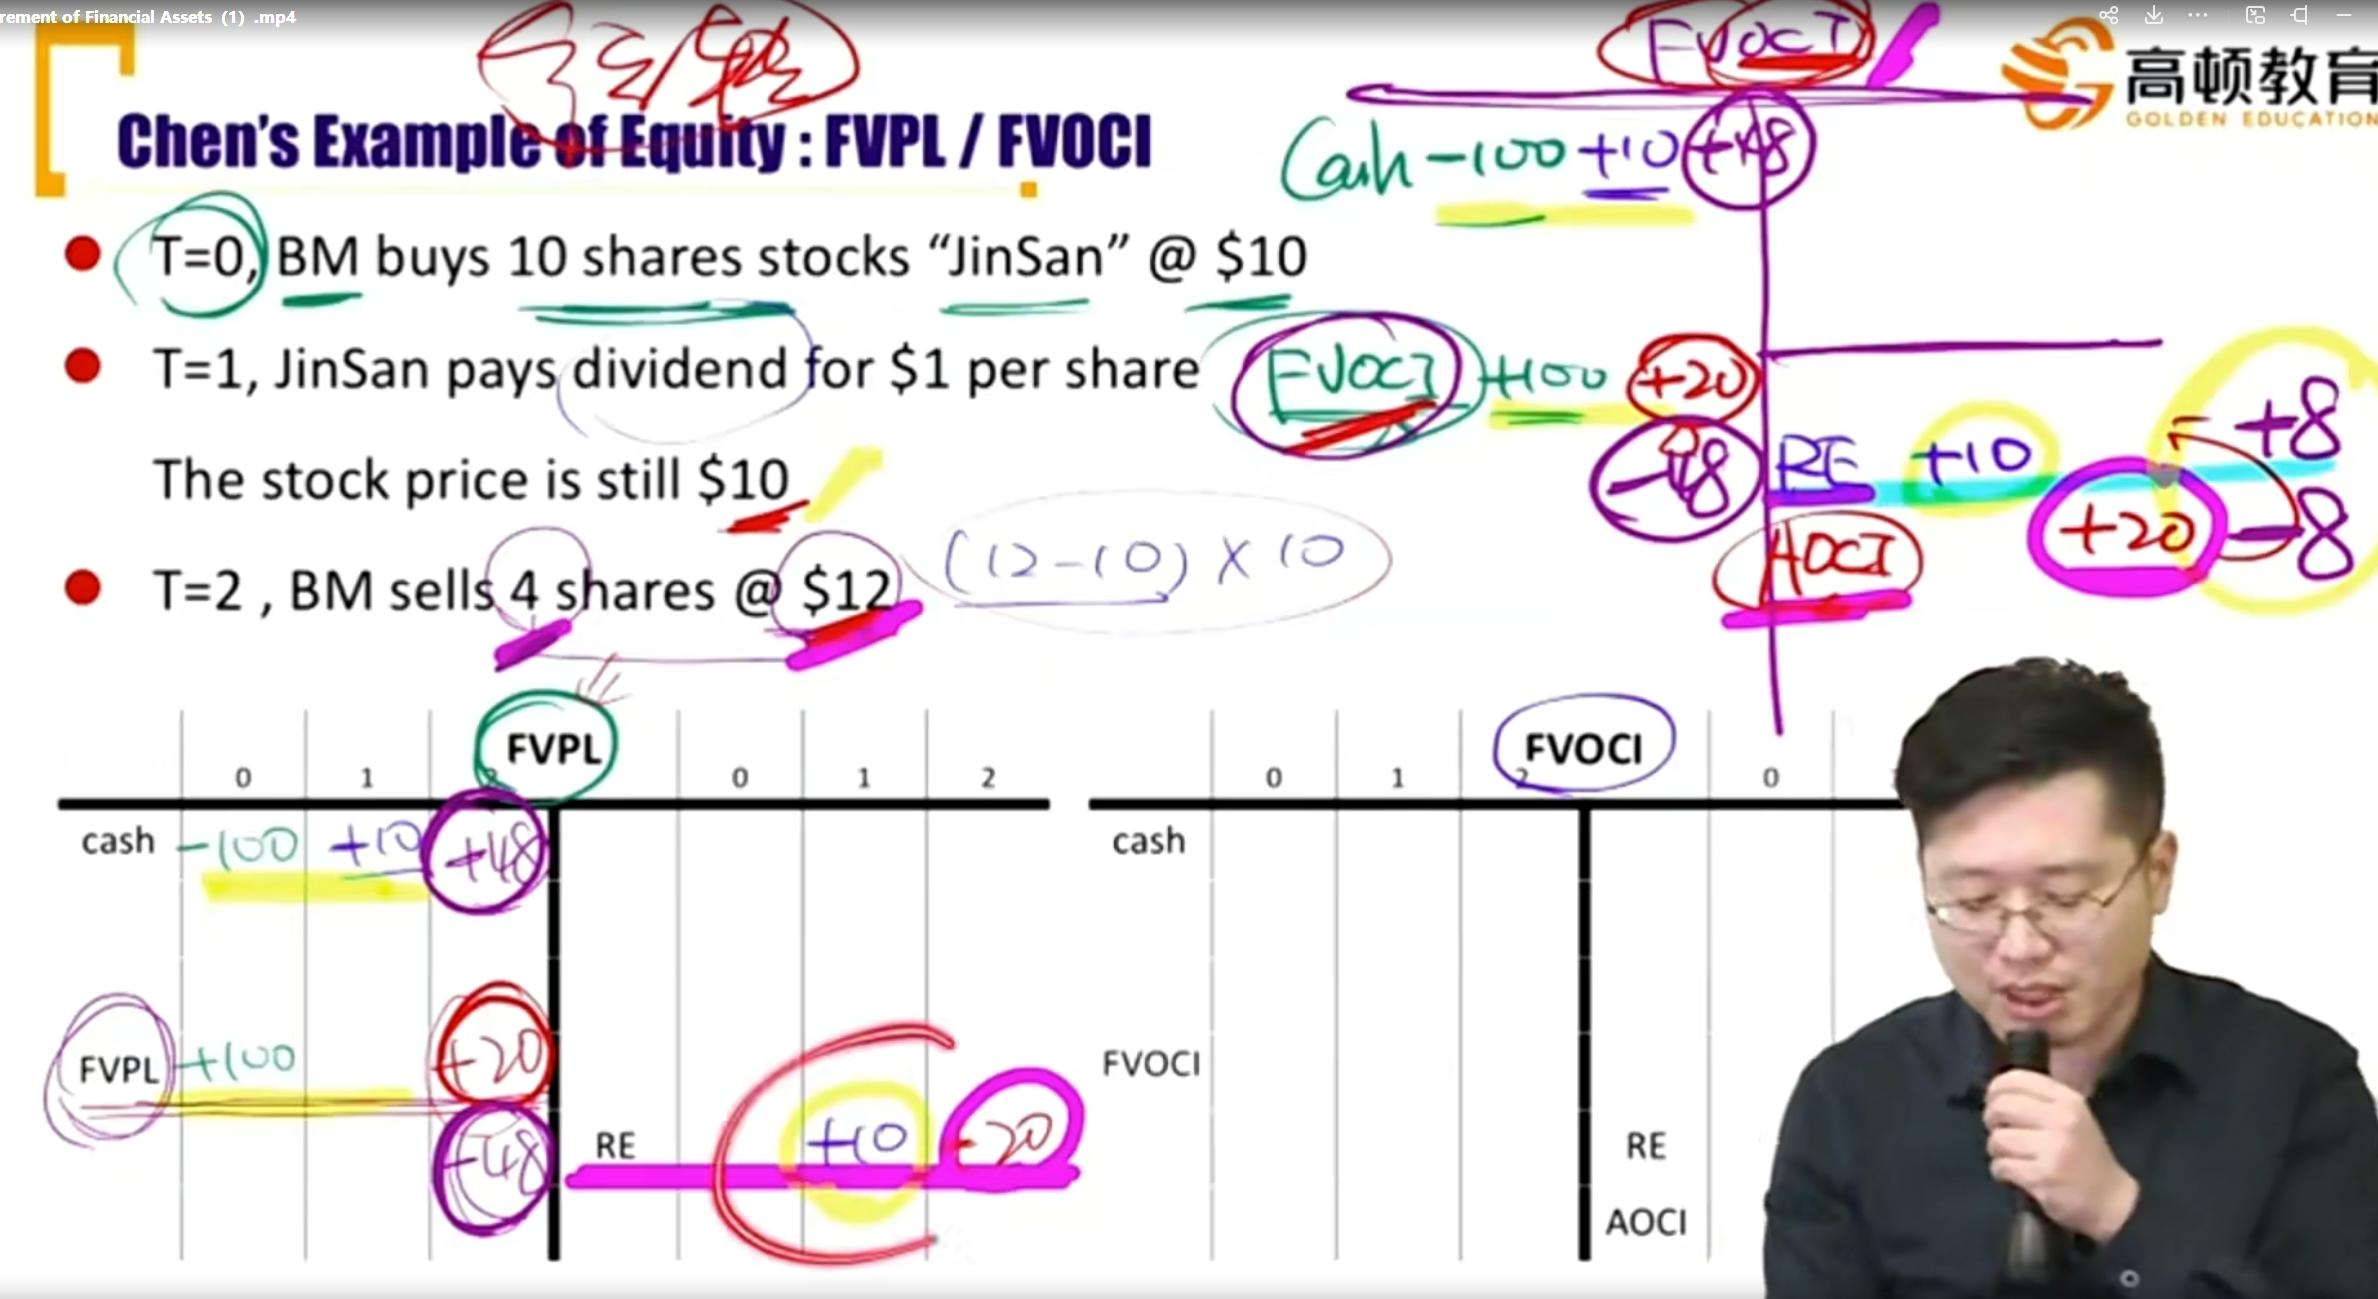 rement of Financial Assets (1) .mp4
FVOCI
高顿教育
GOLDEN EDUCATION
Chen's Example of Equity : FVPL / FVOCI
Cash -100 +10 +48
T=0, BM buys 10 shares stocks “JinSan” @ $10
T=1, JinSan pays dividend for $1 per share
FVOCI +100 +20
-48
The stock price is still $10
RE +10 +8
AOCI +20 -8
T=2 , BM sells 4 shares @ $12 (12-10) X 10
FVPL
0 1 2 0 1 2
cash -100 +10 +48
FVPL +100 +20
-48
RE +10 -20
FVOCI
0 1 2 0
cash
FVOCI
RE
AOCI